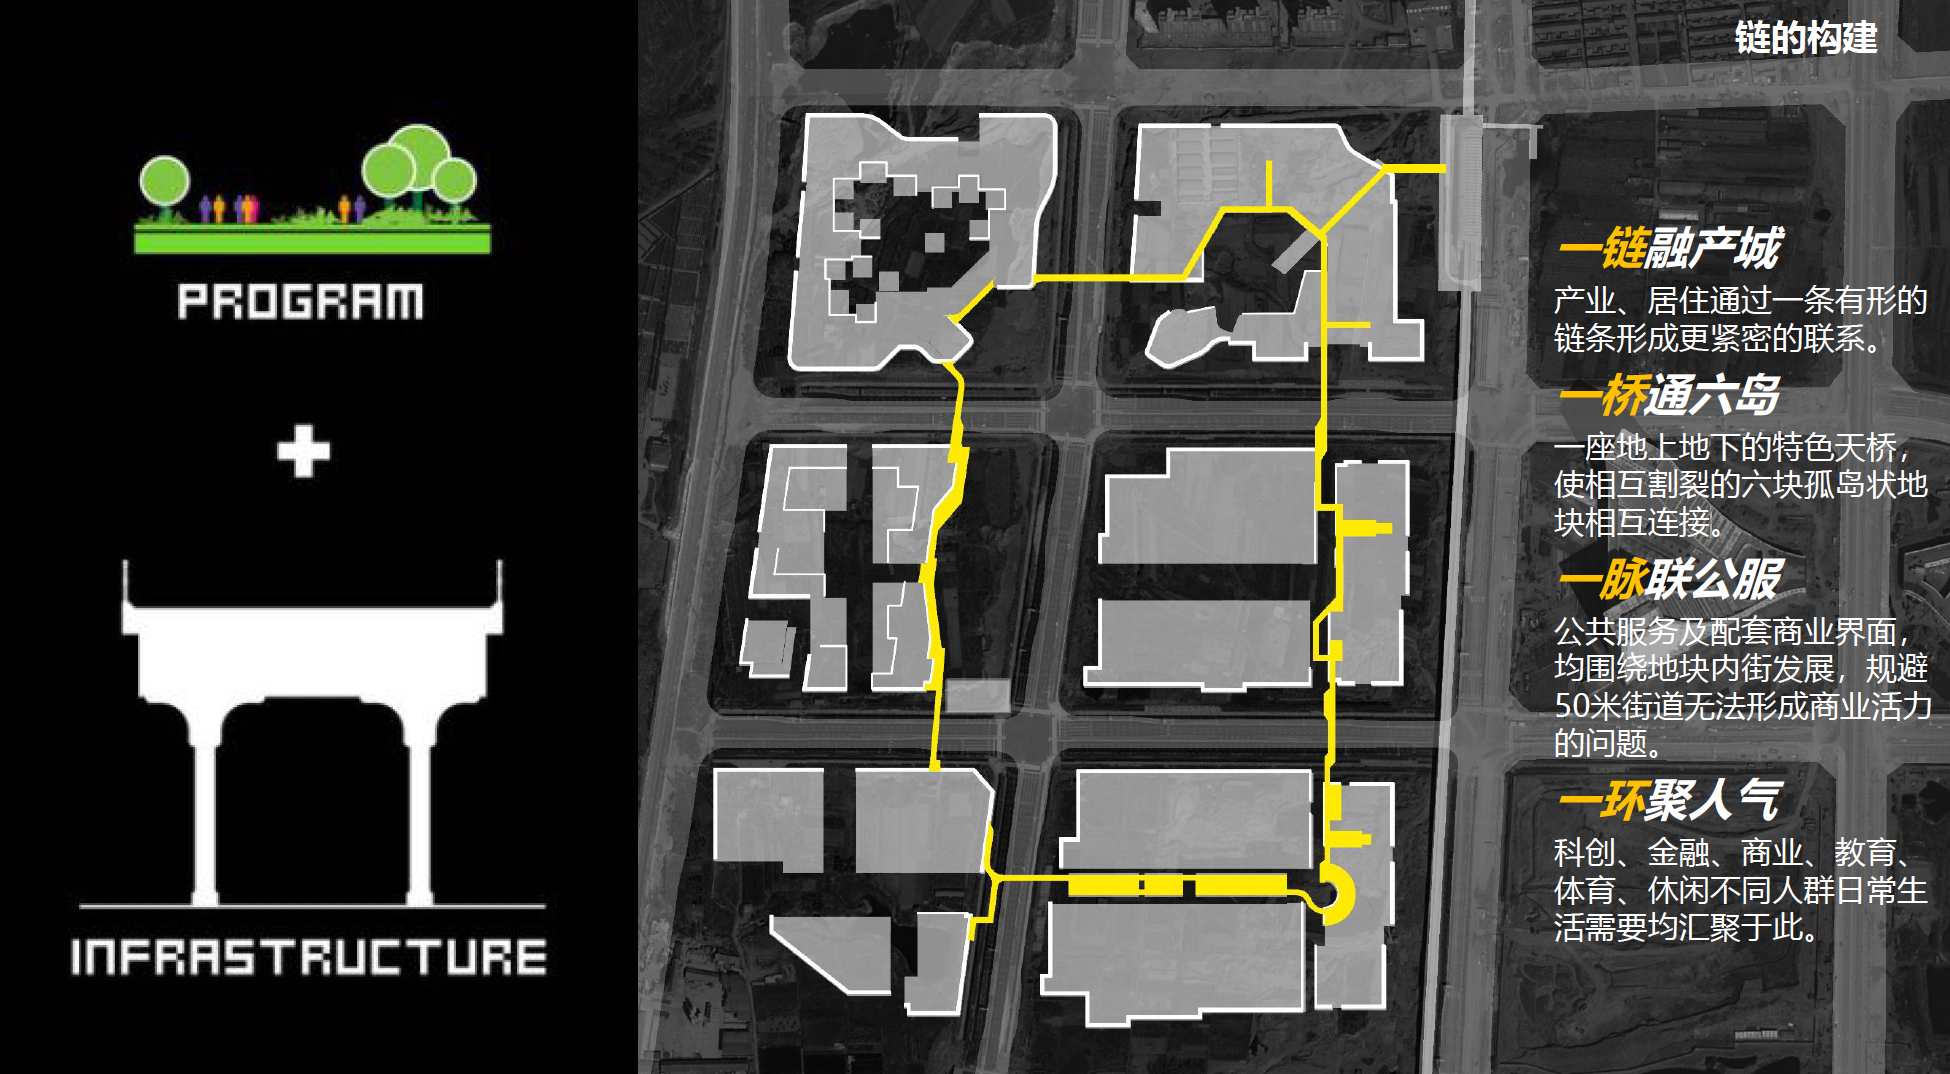 链的构建
PROGRAM
INFRASTRUCTURE
一链融产城
产业、居住通过一条有形的
链条形成更紧密的联系。
一桥通六岛
一座地上地下的特色天桥，
使相互割裂的六块孤岛状地
块相互连接。
一脉联公服
公共服务及配套商业界面，
均围绕地块内街发展，规避
50米街道无法形成商业活力
的问题。
一环聚人气
科创、金融、商业、教育、
体育、休闲不同人群日常生
活需要均汇聚于此。